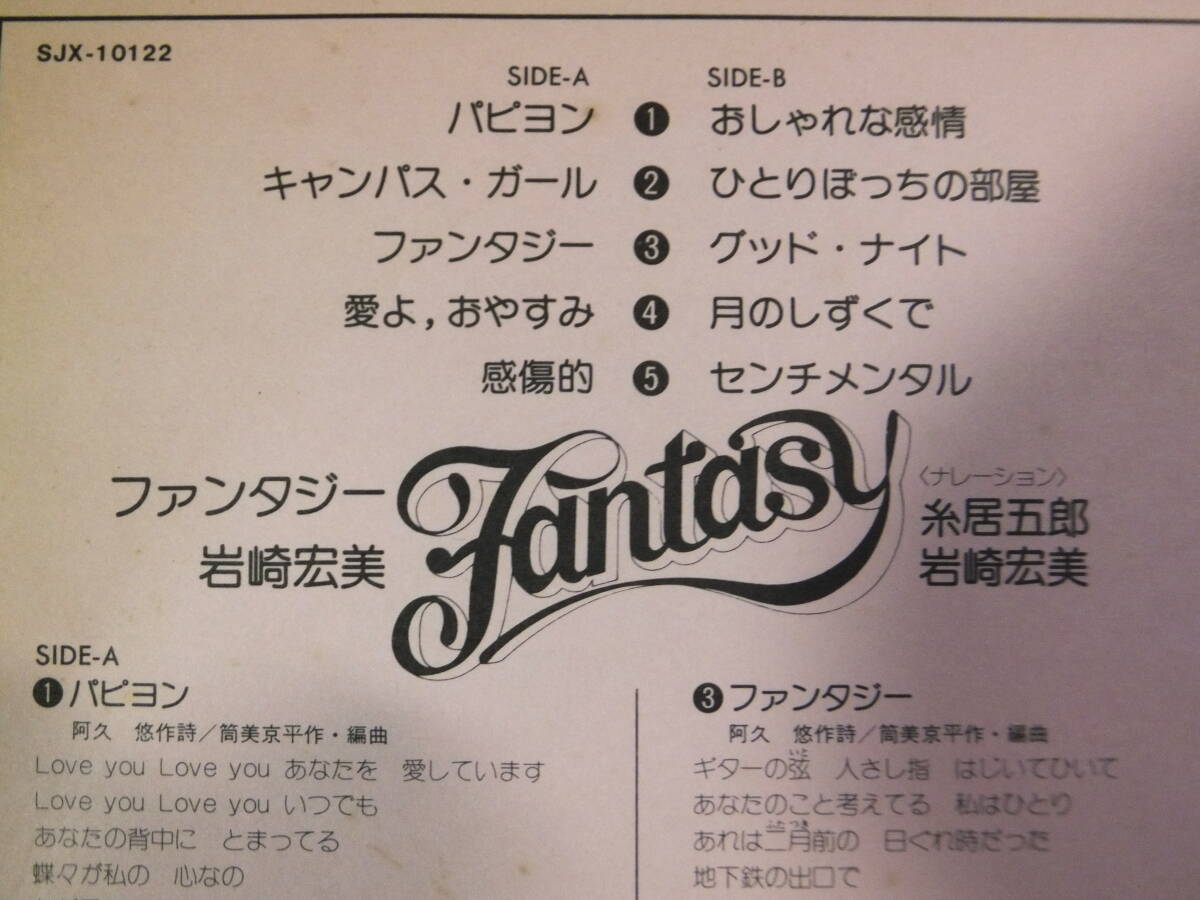 SJX-10122
SIDE-A SIDE-B
パピヨン ❶ おしゃれな感情
キャンパス・ガール ❷ ひとりぼっちの部屋
ファンタジー ❸ グッド・ナイト
愛よ,おやすみ ❹ 月のしずくで
感傷的 ❺ センチメンタル
ファンタジー
岩崎宏美
Fantasy
〈ナレーション〉
糸居五郎
岩崎宏美
SIDE-A
❶パピヨン
阿久 悠作詩/筒美京平作・編曲
Love you Love you あなたを 愛しています
Love you Love you いつでも
あなたの背中に とまってる
蝶々が私の 心なの
❸ファンタジー
阿久 悠作詩/筒美京平作・編曲
ギターの弦 人さし指 はじいてひいて
あなたのこと考えてる 私はひとり
あれは二月前の 日ぐれ時だった
地下鉄の出口で